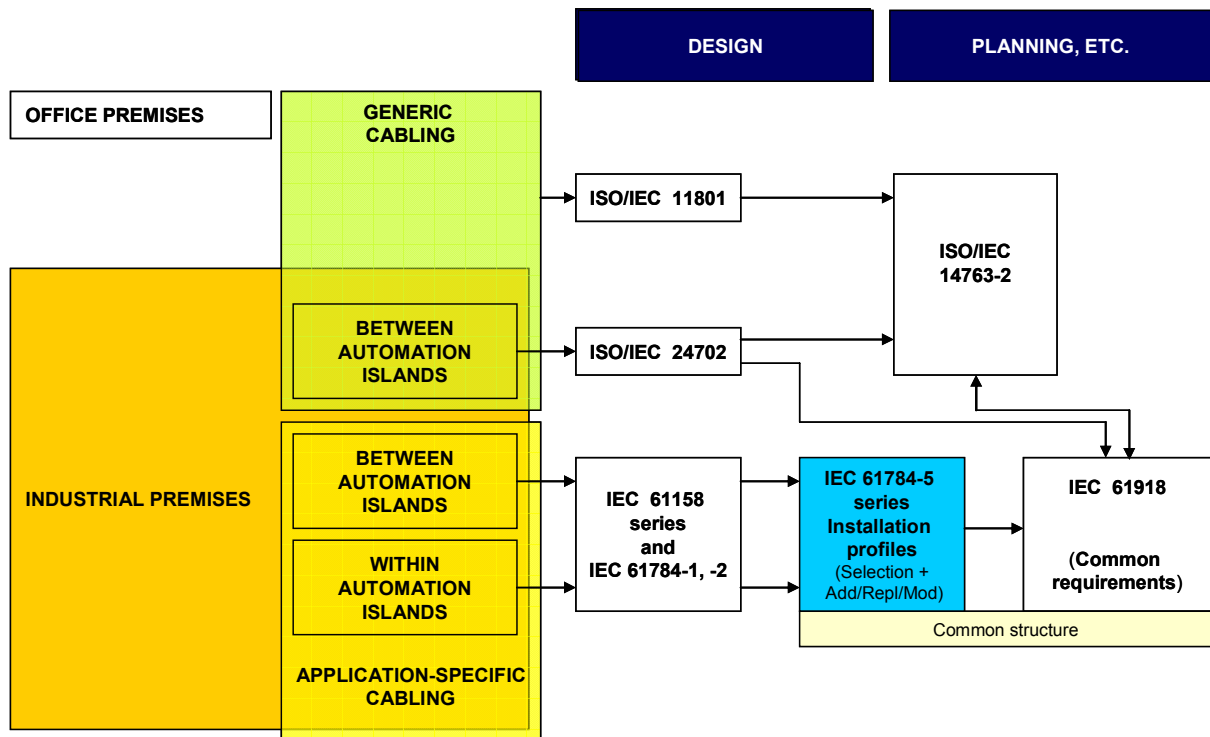 DESIGN
PLANNING, ETC.
OFFICE PREMISES
GENERIC
CABLING
ISO/IEC 11801
ISO/IEC
14763-2
BETWEEN
AUTOMATION
ISLANDS
ISO/IEC 24702
INDUSTRIAL PREMISES
BETWEEN
AUTOMATION
ISLANDS
WITHIN
AUTOMATION
ISLANDS
APPLICATION-SPECIFIC
CABLING
IEC 61158
series
and
IEC 61784-1, -2
IEC 61784-5
series
Installation
profiles
(Selection +
Add/Repl/Mod)
IEC 61918
(Common
requirements)
Common structure